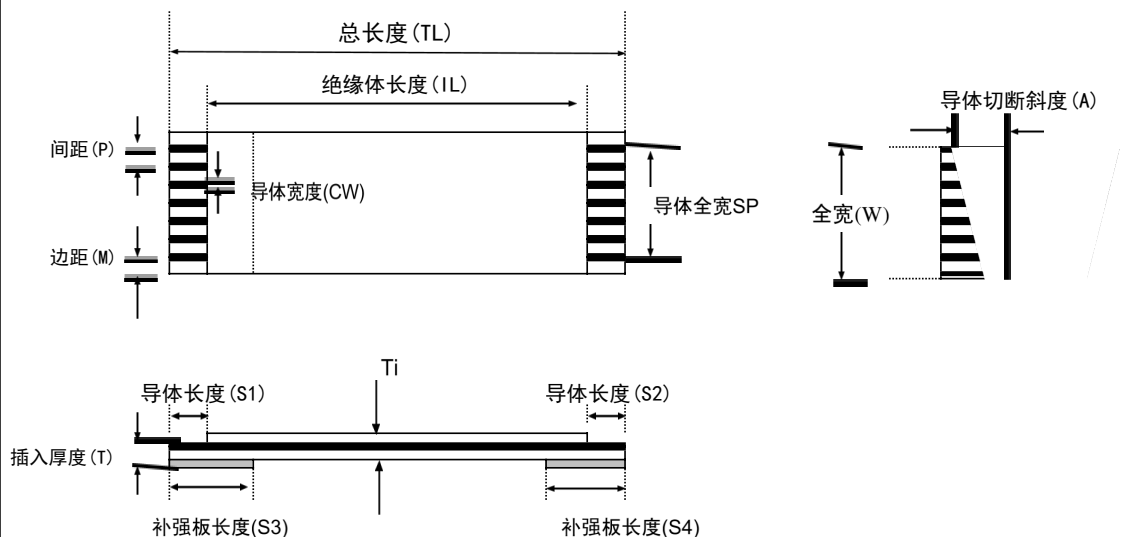 总长度(TL)
绝缘体长度(IL)
导体切断斜度(A)
间距(P)
导体宽度(CW)
导体全宽SP
全宽(W)
边距(M)
Ti
导体长度(S1)
导体长度(S2)
插入厚度(T)
补强板长度(S3)
补强板长度(S4)